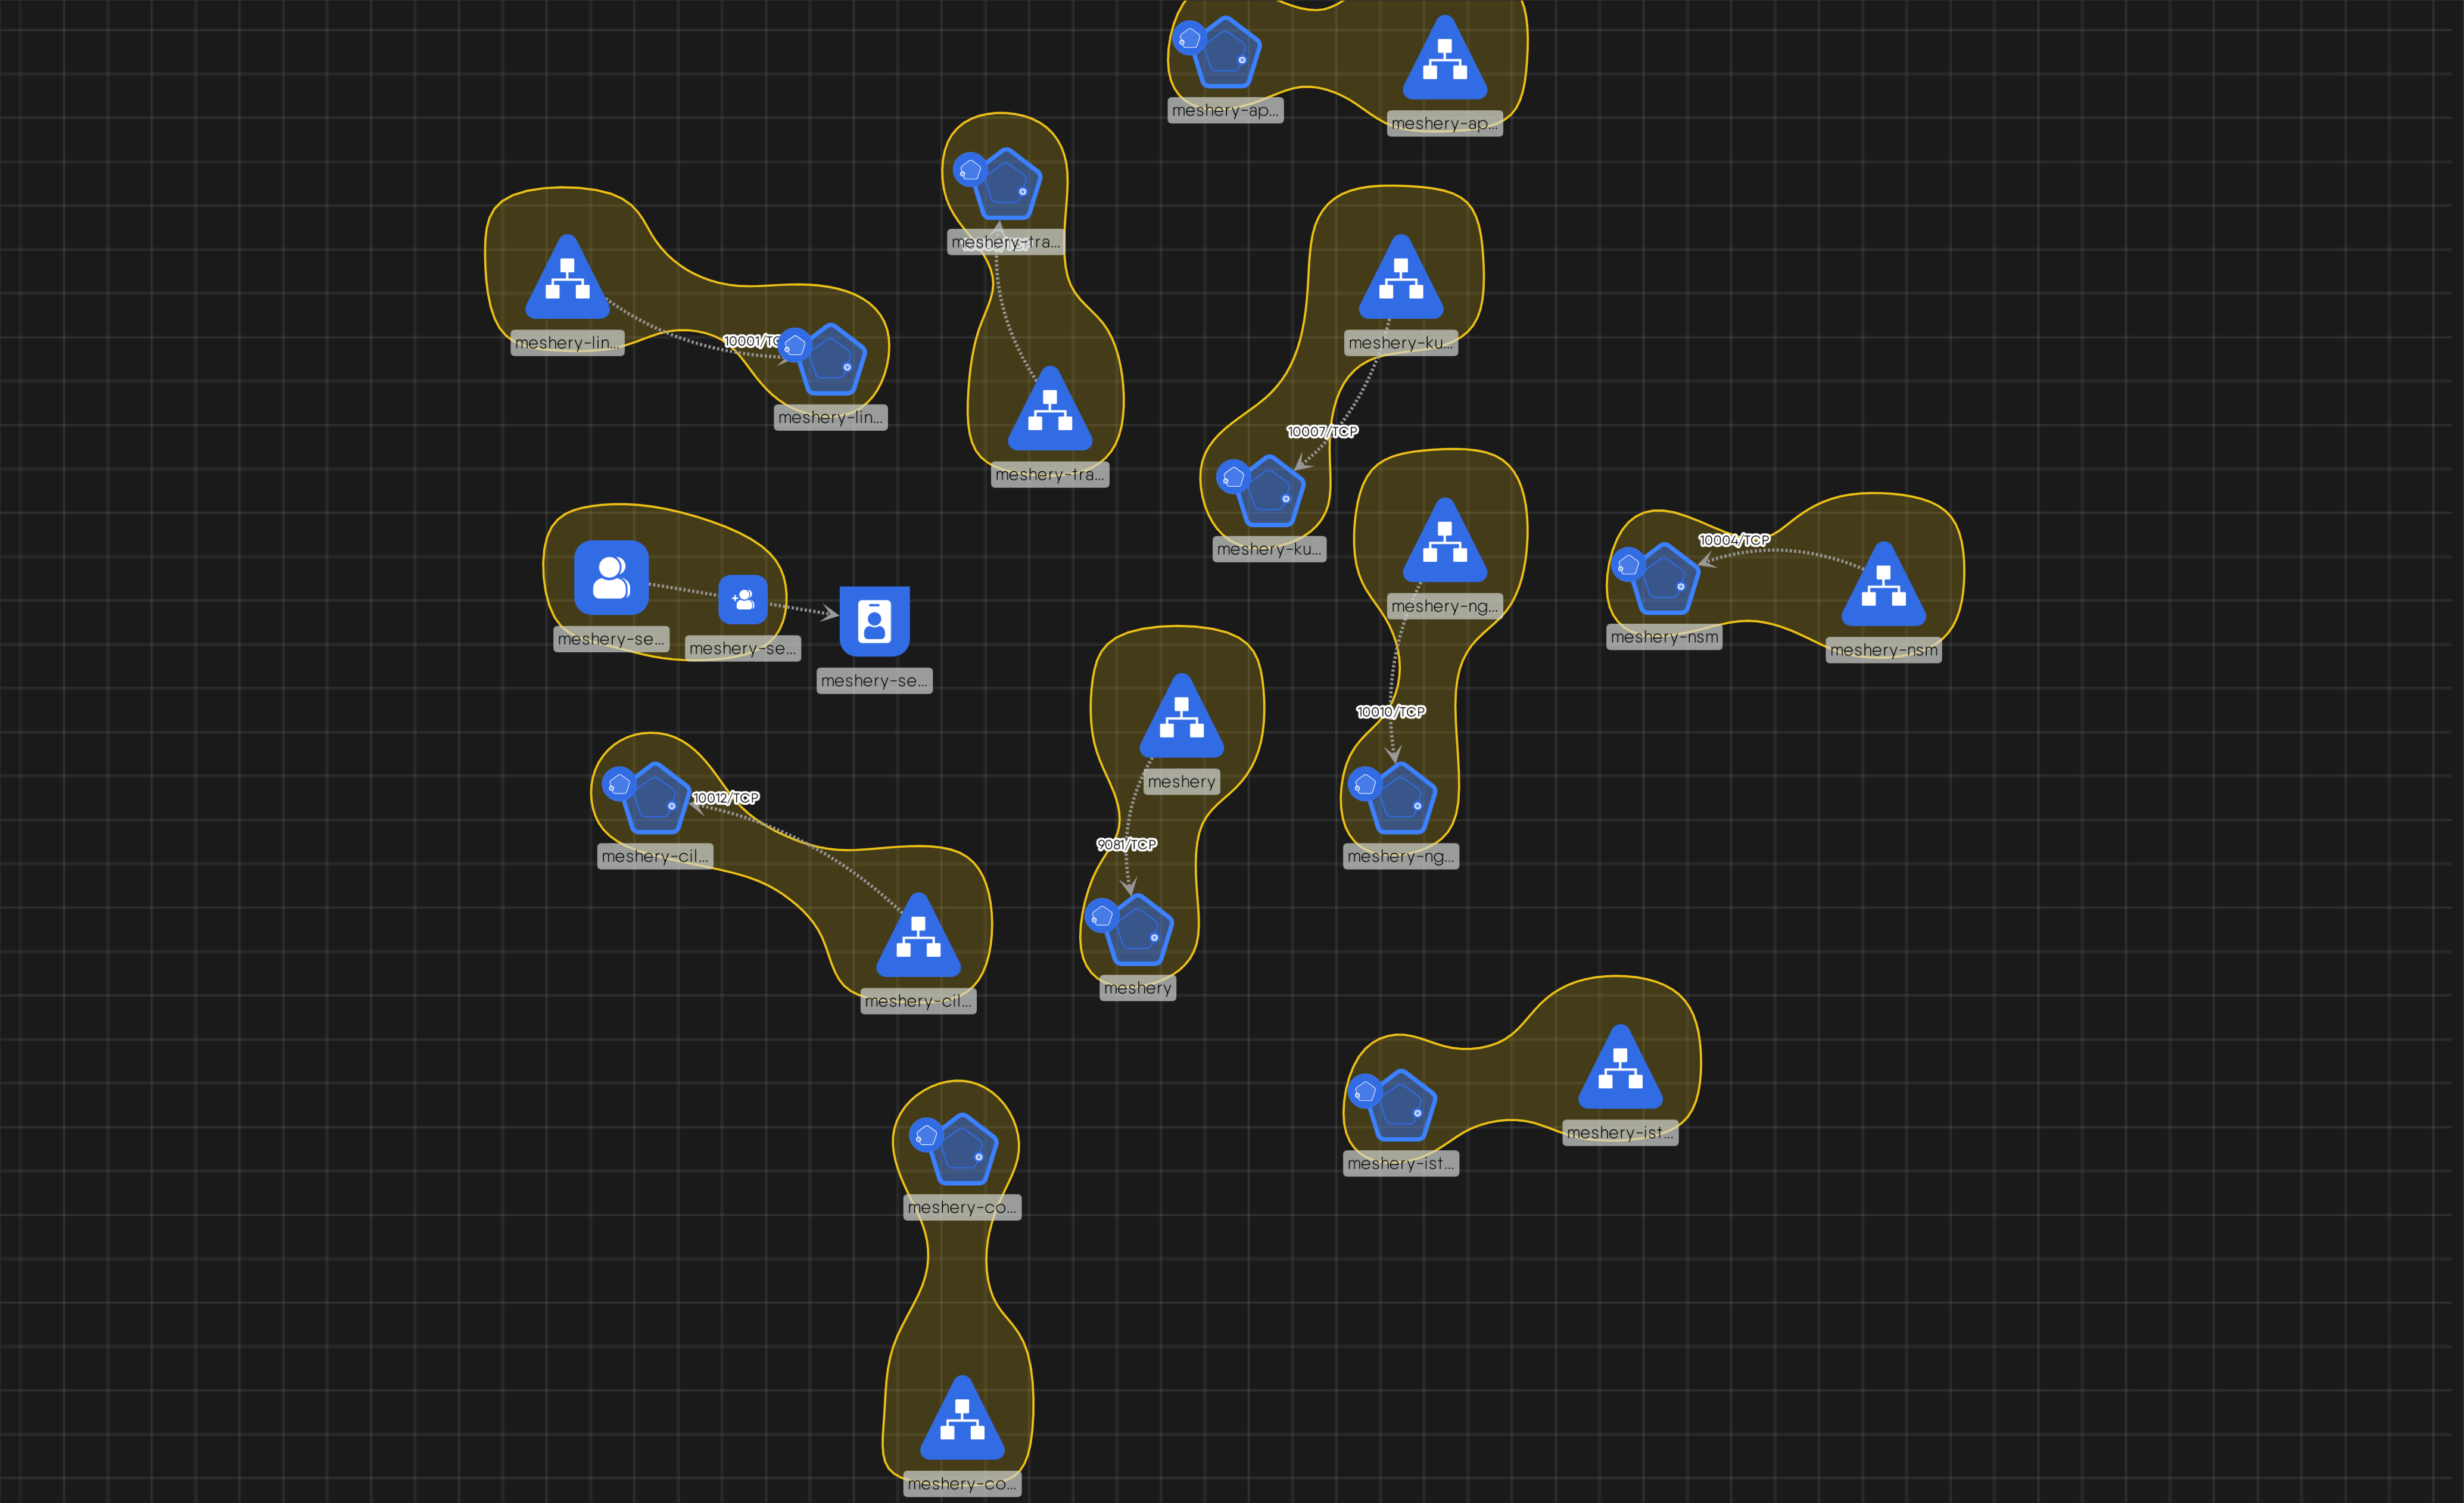 meshery-ap...
meshery-ap...
meshery-tra...
meshery-lin...
10001/TC
meshery-lin...
meshery-tra...
meshery-ku...
10007/TCP
meshery-ku...
meshery-ng...
10004/TCP
meshery-nsm
meshery-nsm
meshery-se...
meshery-se...
meshery-se...
10010/TCP
meshery-ng...
meshery
9081/TCP
meshery
10012/TCP
meshery-cil...
meshery-cil...
meshery-ist...
meshery-ist...
meshery-co...
meshery-co...